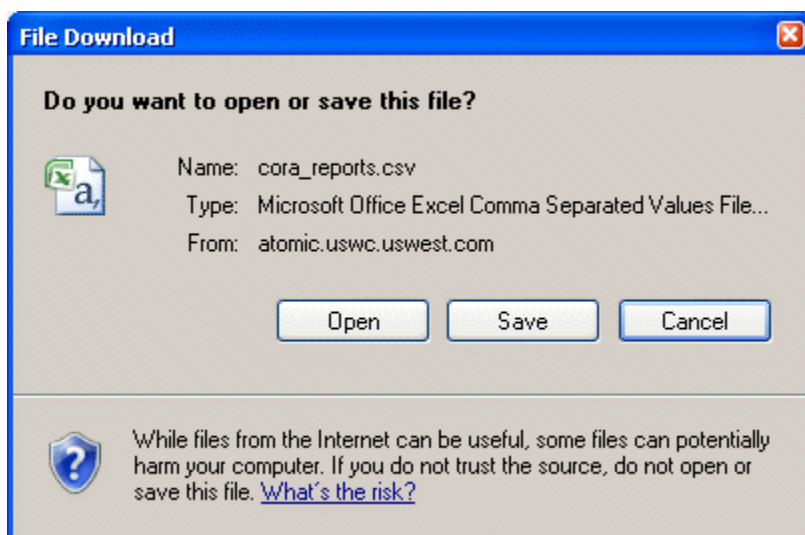 File Download
Do you want to open or save this file?
Name: cora_reports.csv
Type: Microsoft Office Excel Comma Separated Values File...
From: atomic.uswc.uswest.com
Open Save Cancel
While files from the Internet can be useful, some files can potentially
harm your computer. If you do not trust the source, do not open or
save this file. What's the risk?